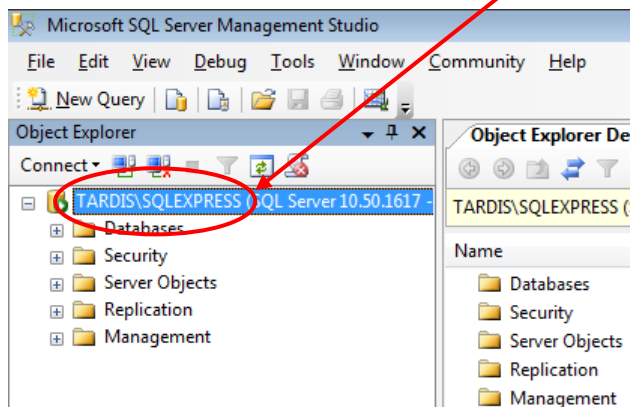 Microsoft SQL Server Management Studio
File Edit View Debug Tools Window Community Help
New Query
Object Explorer
Connect
TARDIS\SQLEXPRESS (SQL Server 10.50.1617 -
Databases
Security
Server Objects
Replication
Management
Object Explorer De
TARDIS\SQLEXPRESS (
Name
Databases
Security
Server Objects
Replication
Management